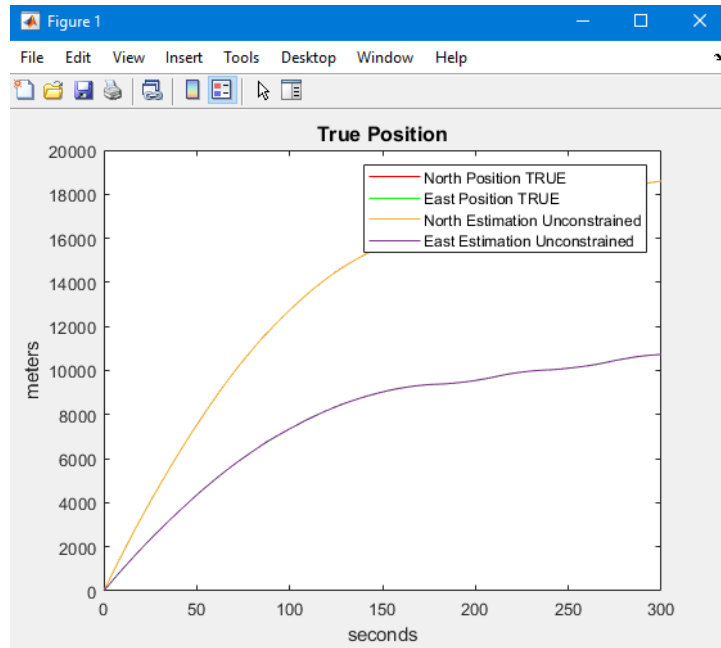 Figure 1
File Edit View Insert Tools Desktop Window Help
True Position
20000
18000
16000
14000
12000
10000
8000
6000
4000
2000
0
meters
North Position TRUE
East Position TRUE
North Estimation Unconstrained
East Estimation Unconstrained
0 50 100 150 200 250 300
seconds